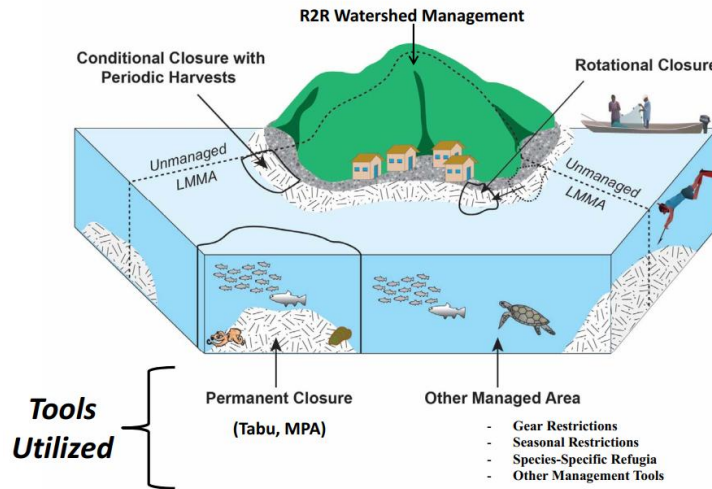 R2R Watershed Management
Conditional Closure with
Periodic Harvests
Rotational Closure
Unmanaged
LMMA
Unmanaged
LMMA
Permanent Closure
(Tabu, MPA)
Other Managed Area
- Gear Restrictions
- Seasonal Restrictions
- Species-Specific Refugia
- Other Management Tools
Tools
Utilized